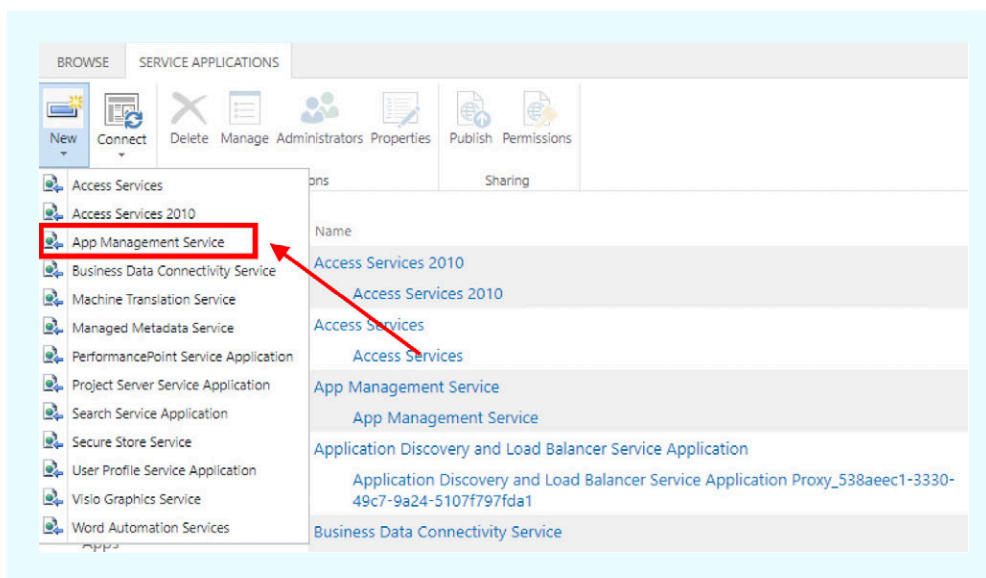 BROWSE SERVICE APPLICATIONS
New Connect Delete Manage Administrators Properties Publish Permissions
ons Sharing
Access Services
Access Services 2010
App Management Service
Business Data Connectivity Service
Machine Translation Service
Managed Metadata Service
PerformancePoint Service Application
Project Server Service Application
Search Service Application
Secure Store Service
User Profile Service Application
Visio Graphics Service
Word Automation Services
Apps
Name
Access Services 2010
Access Services 2010
Access Services
Access Services
App Management Service
App Management Service
Application Discovery and Load Balancer Service Application
Application Discovery and Load Balancer Service Application Proxy_538aeec1-3330-
49c7-9a24-5107f797fda1
Business Data Connectivity Service